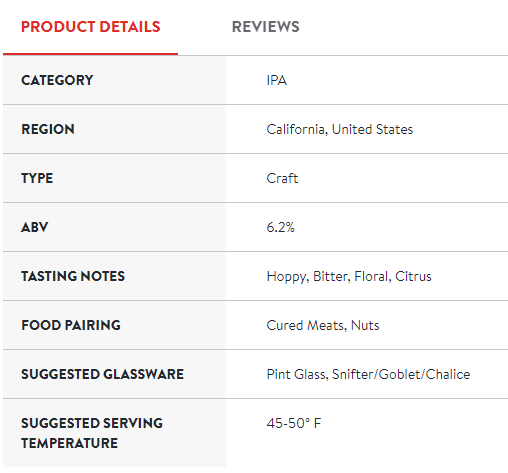 PRODUCT DETAILS REVIEWS
CATEGORY IPA
REGION California, United States
TYPE Craft
ABV 6.2%
TASTING NOTES Hoppy, Bitter, Floral, Citrus
FOOD PAIRING Cured Meats, Nuts
SUGGESTED GLASSWARE Pint Glass, Snifter/Goblet/Chalice
SUGGESTED SERVING 45-50° F
TEMPERATURE